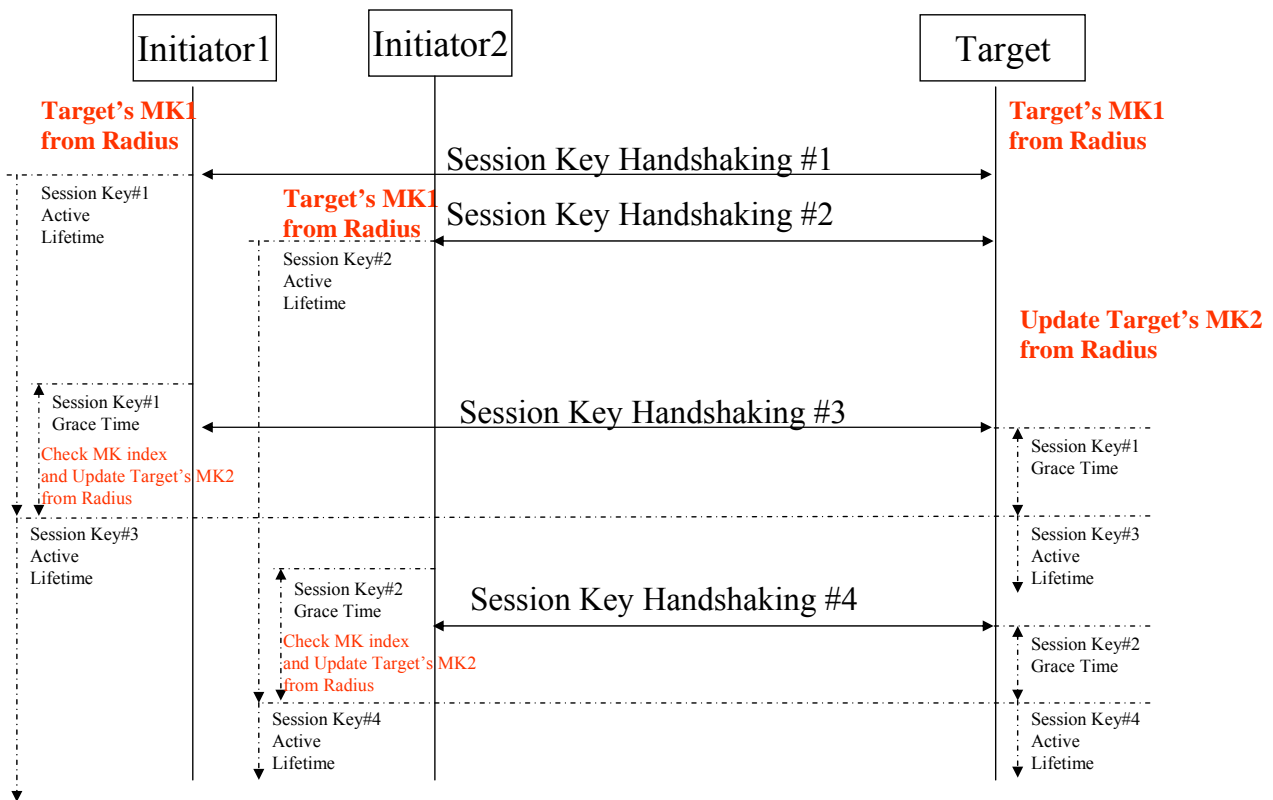 Initiator1
Initiator2
Target
Target's MK1
from Radius
Target's MK1
from Radius
Session Key Handshaking #1
Session Key#1
Active
Lifetime
Target's MK1
from Radius
Session Key Handshaking #2
Session Key#2
Active
Lifetime
Update Target's MK2
from Radius
Session Key#1
Grace Time
Check MK index
and Update Target's MK2
from Radius
Session Key Handshaking #3
Session Key#1
Grace Time
Session Key#3
Active
Lifetime
Session Key#3
Active
Lifetime
Session Key#2
Grace Time
Check MK index
and Update Target's MK2
from Radius
Session Key Handshaking #4
Session Key#2
Grace Time
Session Key#4
Active
Lifetime
Session Key#4
Active
Lifetime